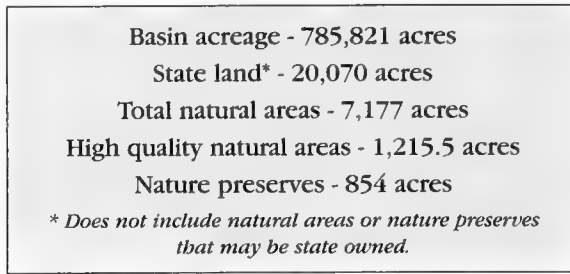 Basin acreage - 785,821 acres
State land* - 20,070 acres
Total natural areas - 7,177 acres
High quality natural areas - 1,215.5 acres
Nature preserves - 854 acres
* Does not include natural areas or nature preserves
that may be state owned.